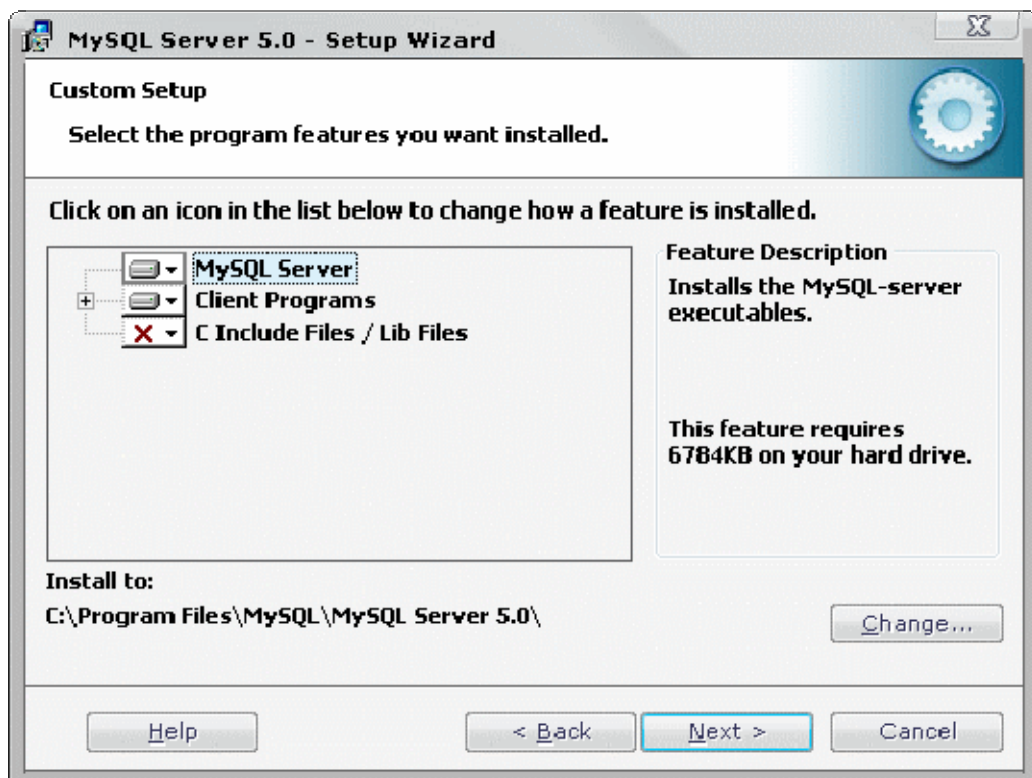 MySQL Server 5.0 - Setup Wizard
Custom Setup
Select the program features you want installed.
Click on an icon in the list below to change how a feature is installed.
MySQL Server
Client Programs
C Include Files / Lib Files
Feature Description
Installs the MySQL-server
executables.
This feature requires
6784KB on your hard drive.
Install to:
C:\Program Files\MySQL\MySQL Server 5.0\
Change...
Help
< Back
Next >
Cancel